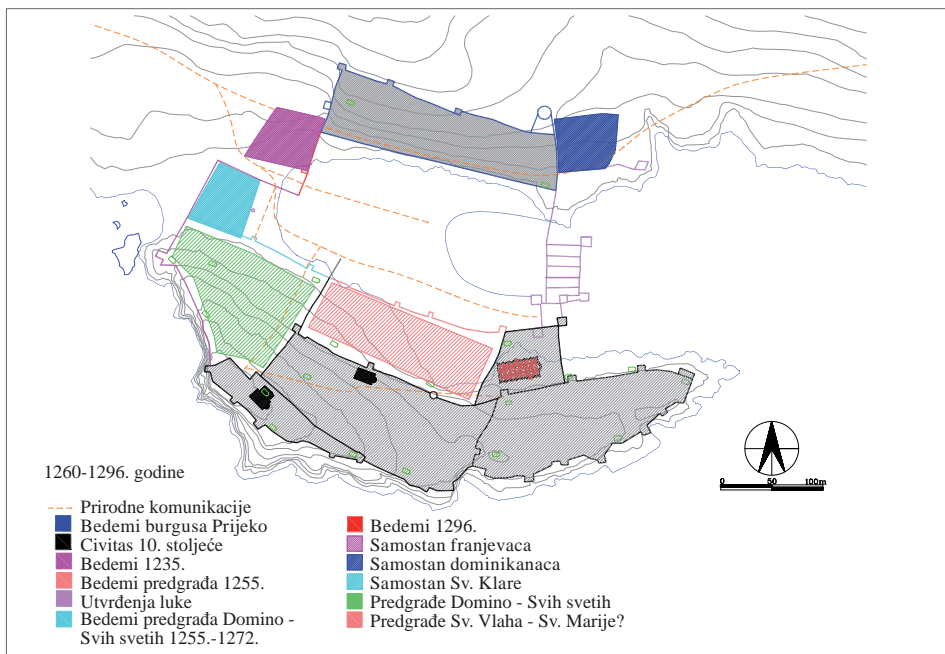 0 50 100m
1260-1296. godine
Prirodne komunikacije
Bedemi burgusa Prijeko
Civitas 10. stoljeće
Bedemi 1235.
Bedemi predgrađa 1255.
Utvrđenja luke
Bedemi predgrađa Domino -
Svih svetih 1255.-1272.
Bedemi 1296.
Samostan franjevaca
Samostan dominikanaca
Samostan Sv. Klare
Predgrađe Domino - Svih svetih
Predgrađe Sv. Vlaha - Sv. Marije?